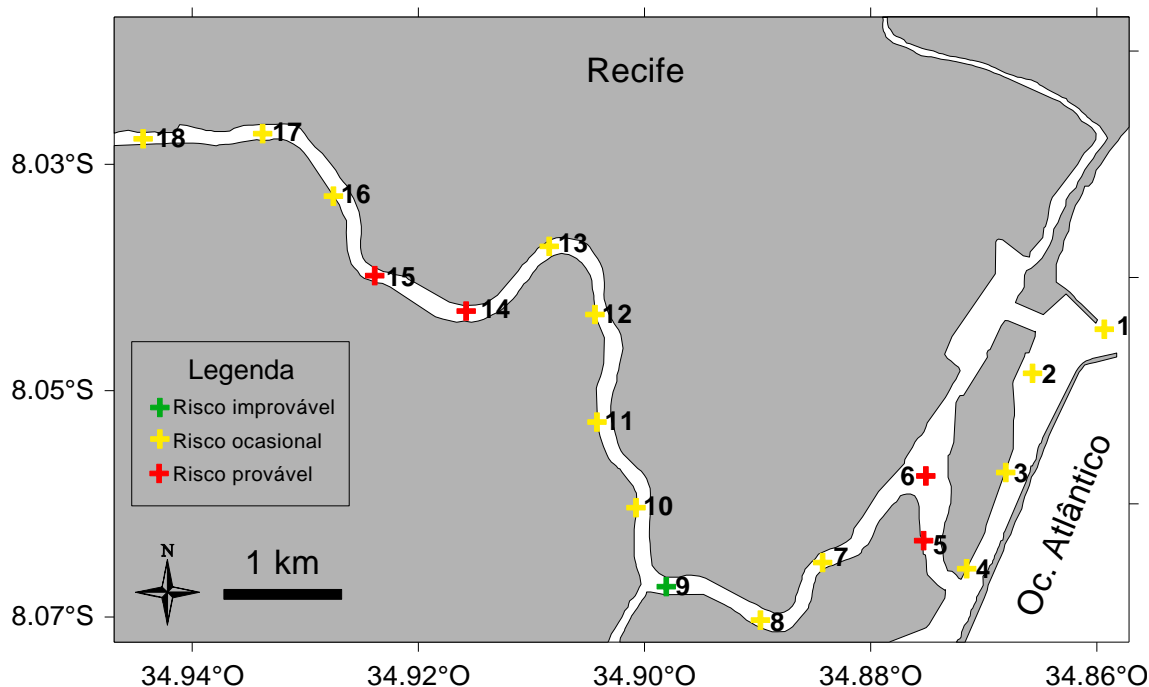 Recife
18
17
8.03°S
16
13
15
14
12
1
Legenda
2
8.05°S
Risco improvável
Risco ocasional
11
Risco provável
6
3
10
Oc. Atlântico
5
N
1 km
7
4
9
8.07°S
8
34.94°O
34.92°O
34.90°O
34.88°O
34.86°O